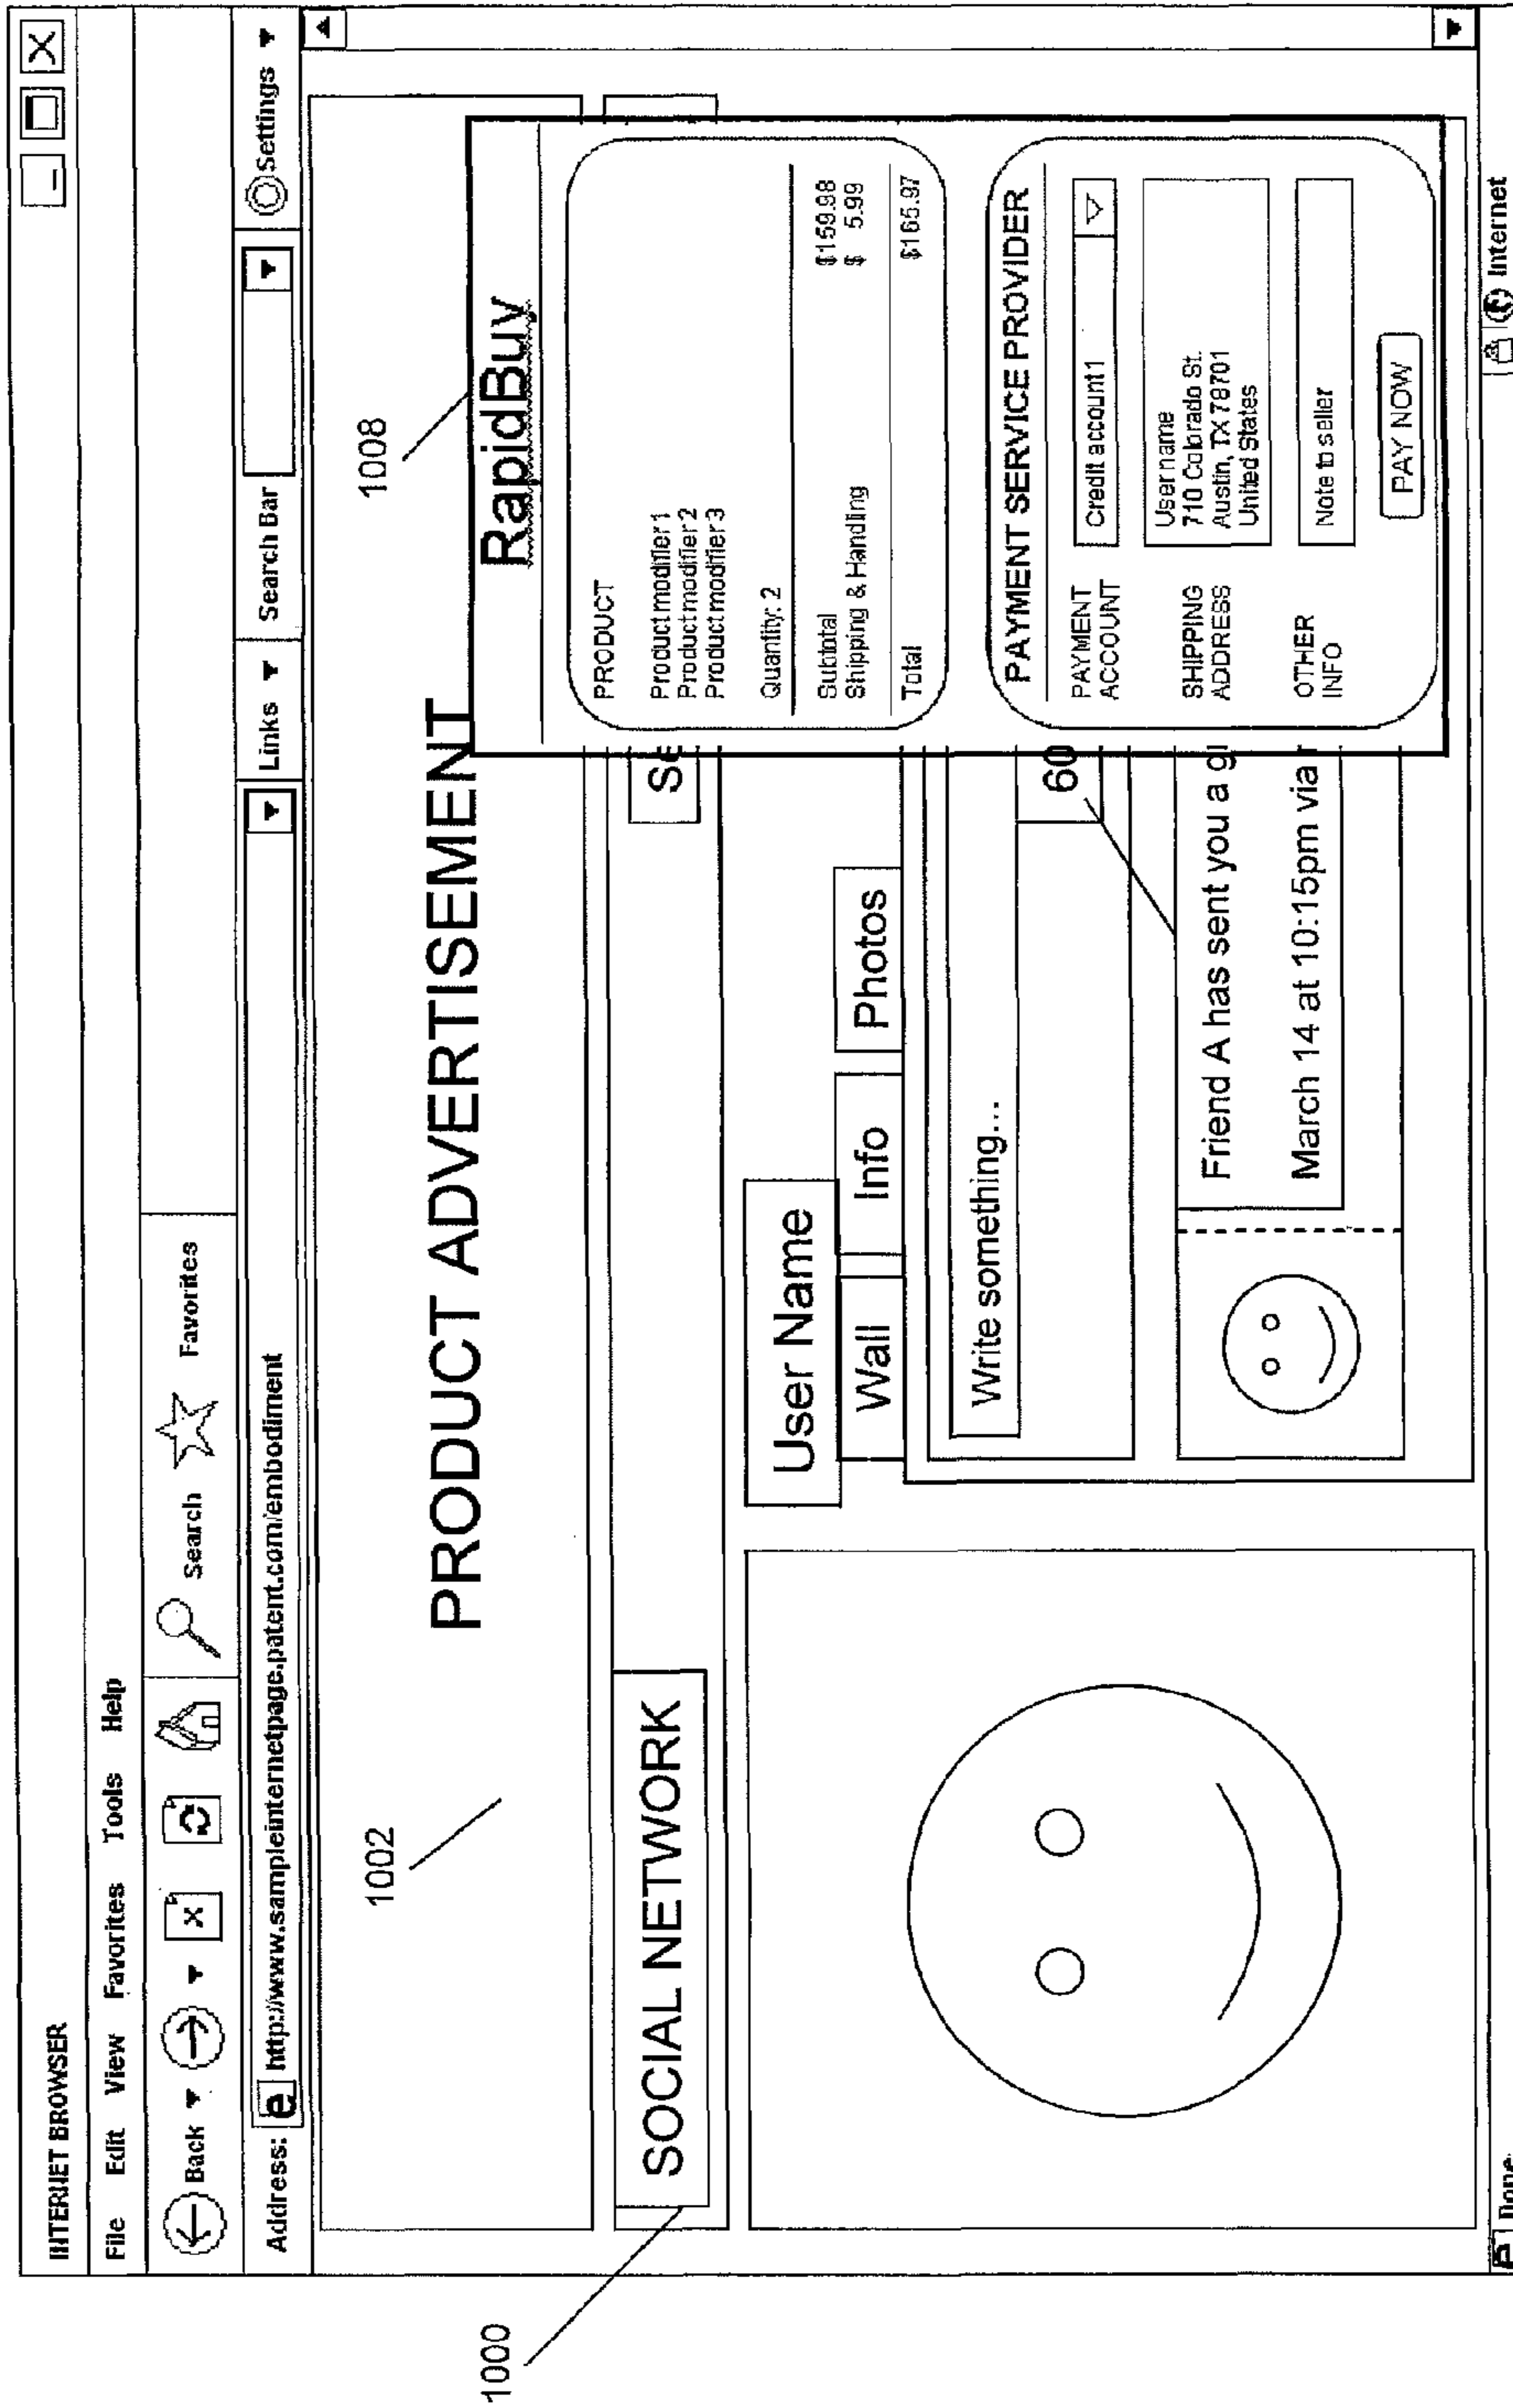 INTERNET BROWSER
File Edit View Favorites Tools Help
Back Search Favorites
Address: e http://www.sampleinternetpage.patent.com/embodiment Links Search Bar Settings
1002
1008
PRODUCT ADVERTISEMENT
1000
SOCIAL NETWORK
Se
User Name
Wall Info Photos
Write something...
60
Friend A has sent you a gi
March 14 at 10:15pm via
RapidBuy
PRODUCT
Product modifier 1
Product modifier 2
Product modifier 3
Quantity: 2
Subtotal $159.98
Shipping & Handling $ 5.99
Total $165.97
PAYMENT SERVICE PROVIDER
PAYMENT
ACCOUNT
Credit account 1
SHIPPING
ADDRESS
User name
710 Colorado St.
Austin, TX 78701
United States
OTHER
INFO
Note to seller
PAY NOW
Done
Internet